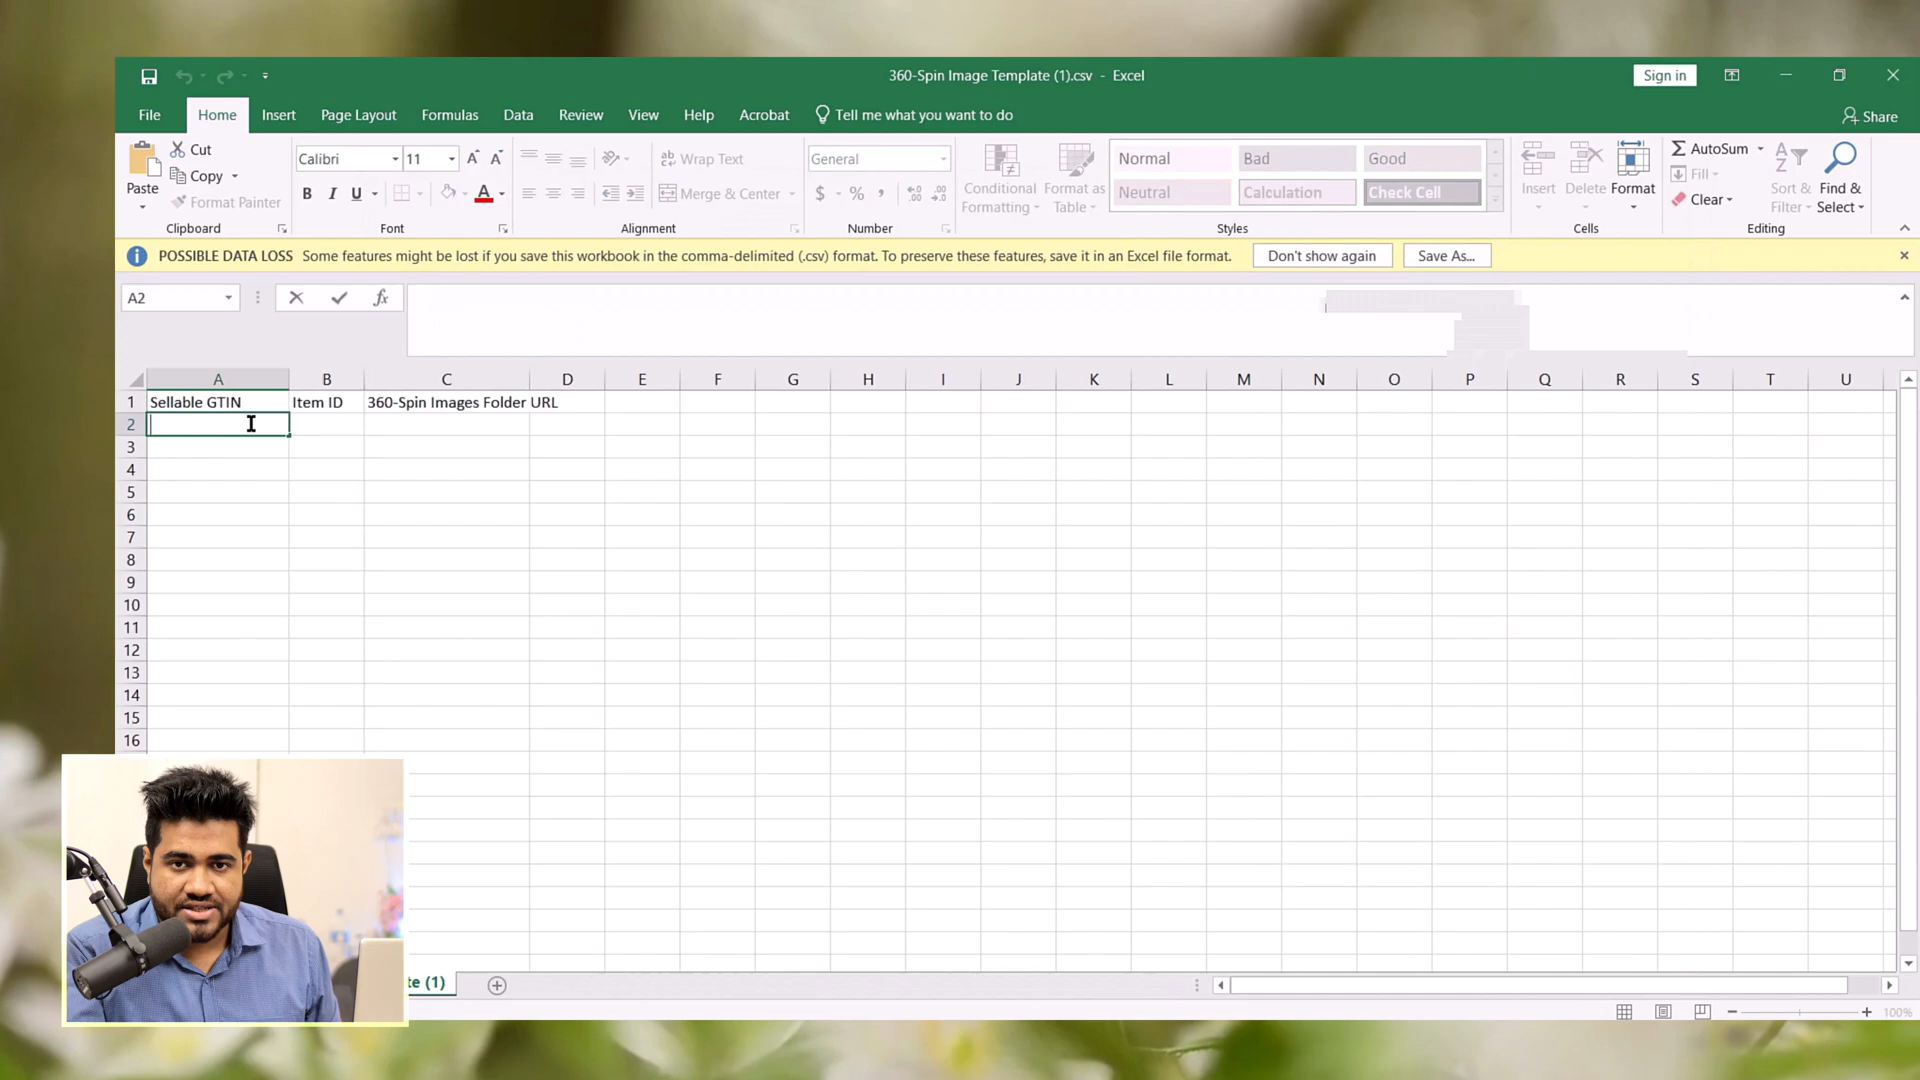 360-Spin Image Template (1).csv - Excel
Sign in
File Home Insert Page Layout Formulas Data Review View Help Acrobat Tell me what you want to do
Share
Paste
Cut
Copy
Format Painter
Clipboard
Calibri 11
B I U A
Font
Wrap Text
Merge & Center
Alignment
General
$ % ,
Number
Conditional Formatting
Format as Table
Normal Bad Good
Neutral Calculation Check Cell
Styles
Insert Delete Format
Cells
AutoSum
Fill
Clear
Sort & Filter
Find & Select
Editing
POSSIBLE DATA LOSS Some features might be lost if you save this workbook in the comma-delimited (.csv) format. To preserve these features, save it in an Excel file format. Don't show again Save As...
A2 fx
A B C D E F G H I J K L M N O P Q R S T U
1 Sellable GTIN Item ID 360-Spin Images Folder URL
2
3
4
5
6
7
8
9
10
11
12
13
14
15
16
te (1)
100%